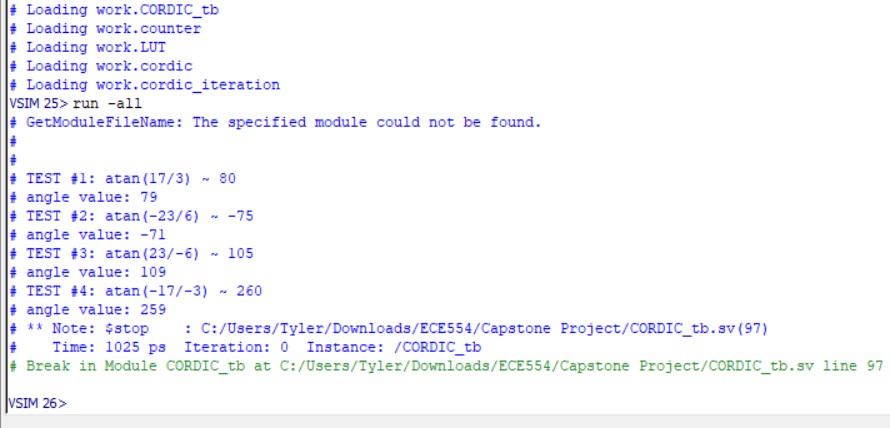 # Loading work.CORDIC_tb
# Loading work.counter
# Loading work.LUT
# Loading work.cordic
# Loading work.cordic_iteration
VSIM 25> run -all
# GetModuleFileName: The specified module could not be found.
#
#
# TEST #1: atan(17/3) ~ 80
# angle value: 79
# TEST #2: atan(-23/6) ~ -75
# angle value: -71
# TEST #3: atan(23/-6) ~ 105
# angle value: 109
# TEST #4: atan(-17/-3) ~ 260
# angle value: 259
# ** Note: $stop    : C:/Users/Tyler/Downloads/ECE554/Capstone Project/CORDIC_tb.sv(97)
#    Time: 1025 ps  Iteration: 0  Instance: /CORDIC_tb
# Break in Module CORDIC_tb at C:/Users/Tyler/Downloads/ECE554/Capstone Project/CORDIC_tb.sv line 97
VSIM 26>